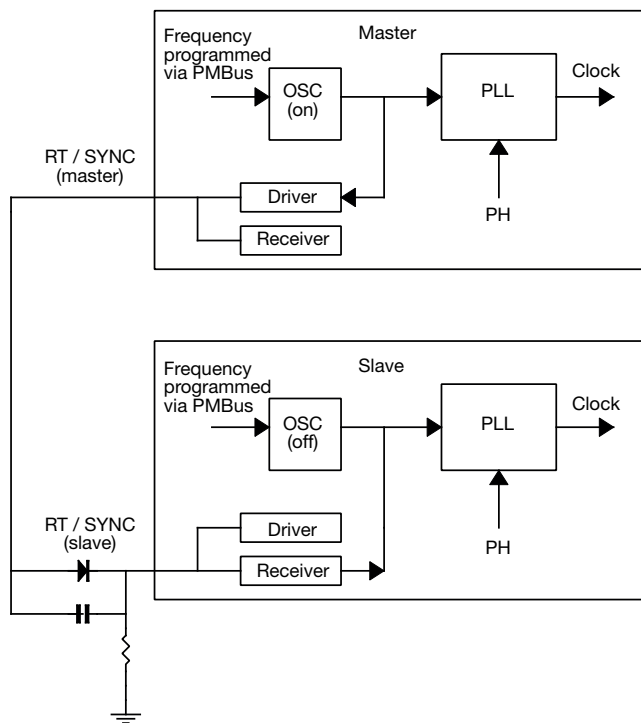 Master
Frequency
programmed
via PMBus
OSC
(on)
PLL
Clock
RT / SYNC
(master)
Driver
Receiver
PH
Slave
Frequency
programmed
via PMBus
OSC
(off)
PLL
Clock
RT / SYNC
(slave)
Driver
Receiver
PH